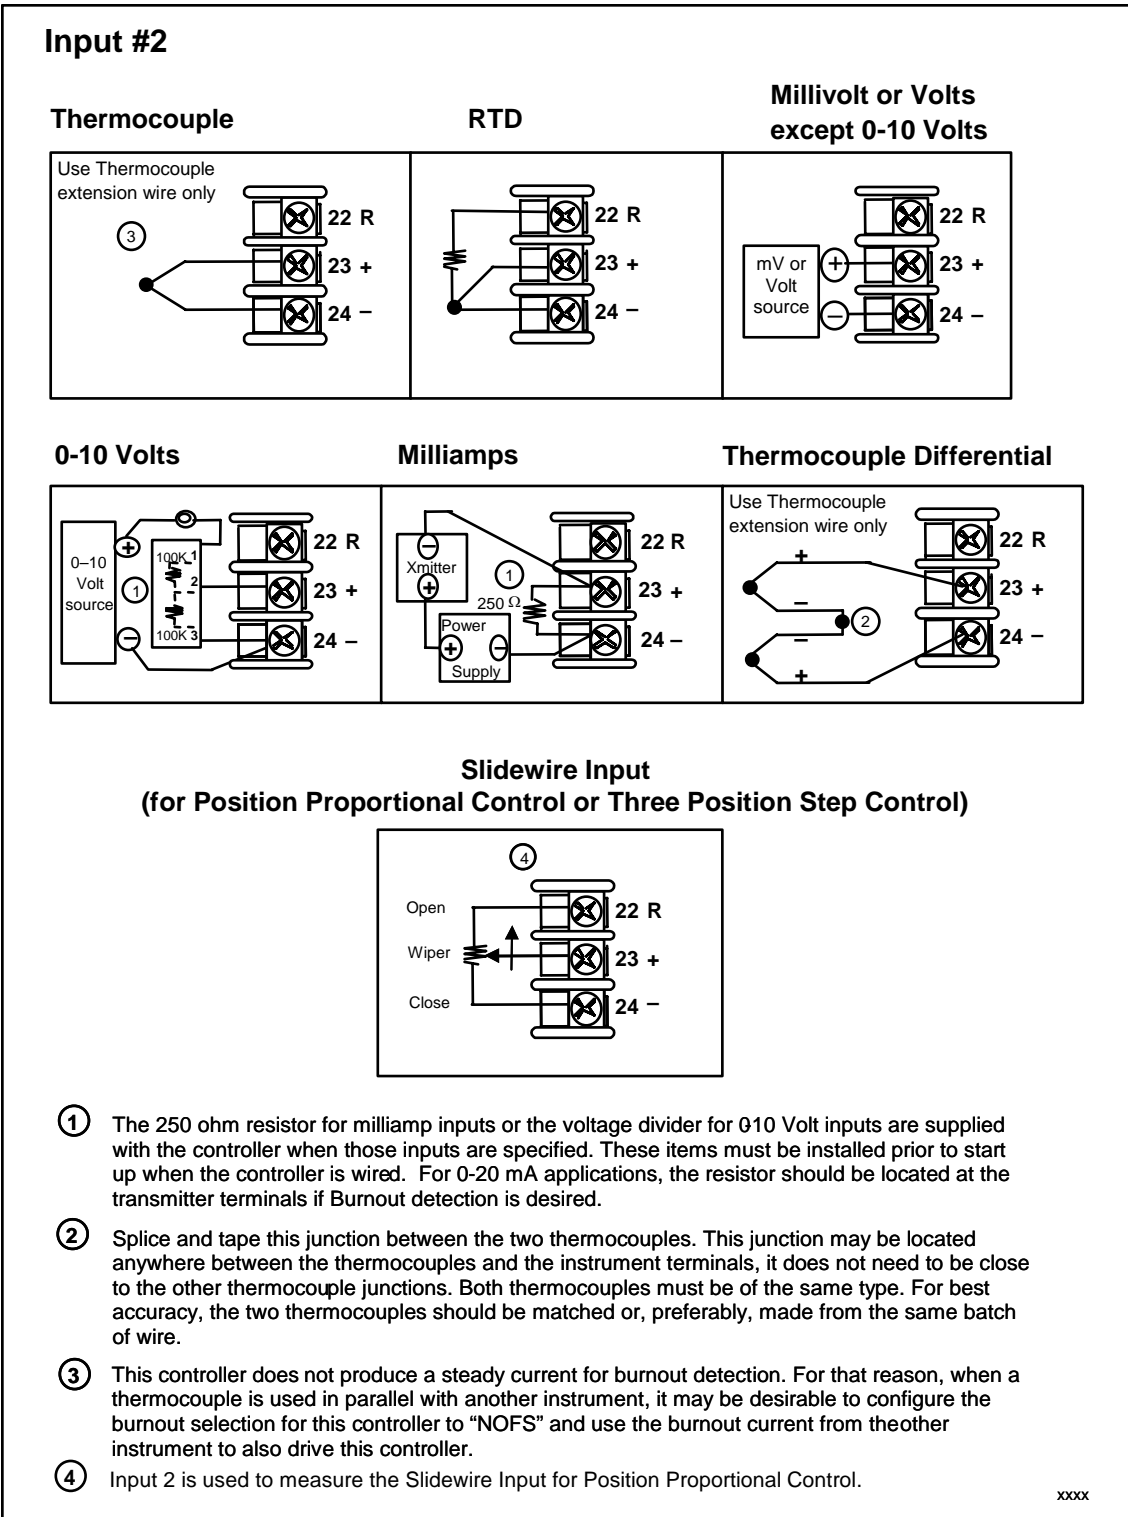 Input #2
Thermocouple
RTD
Millivolt or Volts
except 0-10 Volts
Use Thermocouple
extension wire only
3
22 R
23 +
24 –
22 R
23 +
24 –
mV or
Volt
source
+
–
22 R
23 +
24 –
0-10 Volts
Milliamps
Thermocouple Differential
0–10
Volt
source
+
–
1
100K 1
2
100K 3
22 R
23 +
24 –
–
Xmitter
+
1
250 Ω
Power
+ –
Supply
22 R
23 +
24 –
Use Thermocouple
extension wire only
+
–
2
–
+
22 R
23 +
24 –
Slidewire Input
(for Position Proportional Control or Three Position Step Control)
4
Open
Wiper
Close
22 R
23 +
24 –
1 The 250 ohm resistor for milliamp inputs or the voltage divider for 0-10 Volt inputs are supplied
with the controller when those inputs are specified. These items must be installed prior to start
up when the controller is wired. For 0-20 mA applications, the resistor should be located at the
transmitter terminals if Burnout detection is desired.
2 Splice and tape this junction between the two thermocouples. This junction may be located
anywhere between the thermocouples and the instrument terminals, it does not need to be close
to the other thermocouple junctions. Both thermocouples must be of the same type. For best
accuracy, the two thermocouples should be matched or, preferably, made from the same batch
of wire.
3 This controller does not produce a steady current for burnout detection. For that reason, when a
thermocouple is used in parallel with another instrument, it may be desirable to configure the
burnout selection for this controller to “NOFS” and use the burnout current from theother
instrument to also drive this controller.
4 Input 2 is used to measure the Slidewire Input for Position Proportional Control.
xxxx